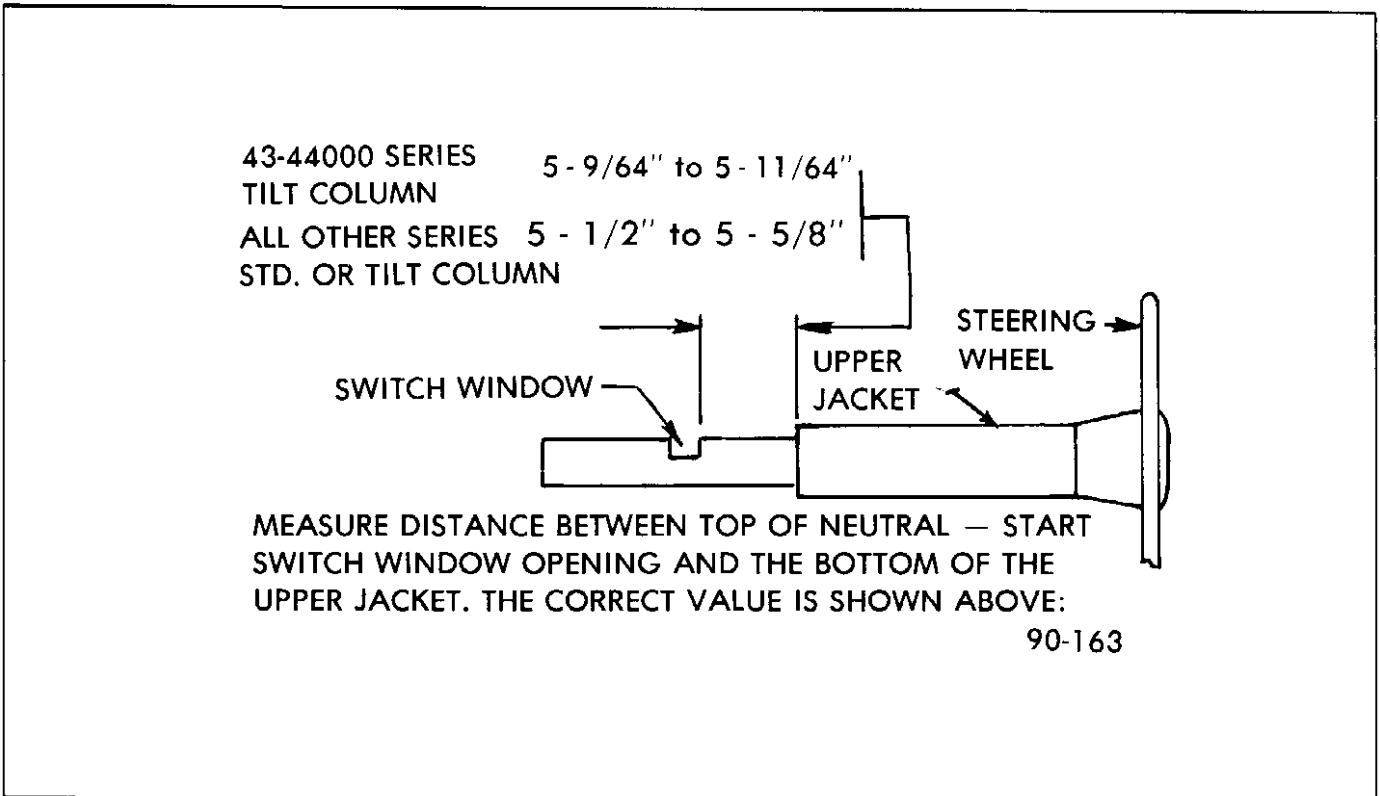 43-44000 SERIES 5 - 9/64" to 5 - 11/64"
TILT COLUMN
ALL OTHER SERIES 5 - 1/2" to 5 - 5/8"
STD. OR TILT COLUMN
STEERING
WHEEL
UPPER
JACKET
SWITCH WINDOW
MEASURE DISTANCE BETWEEN TOP OF NEUTRAL — START
SWITCH WINDOW OPENING AND THE BOTTOM OF THE
UPPER JACKET. THE CORRECT VALUE IS SHOWN ABOVE:
90-163